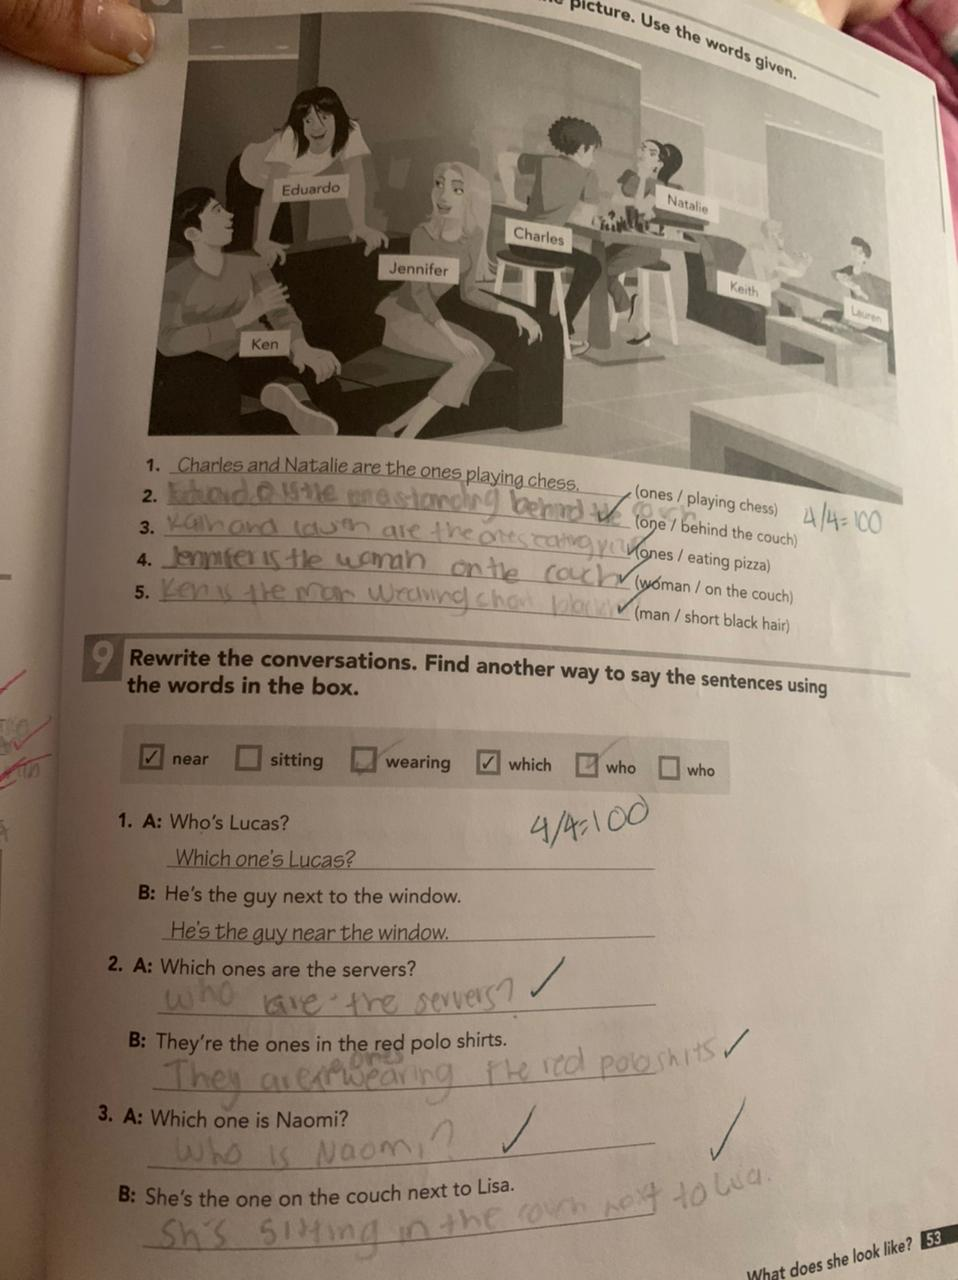 picture. Use the words given.
Eduardo
Natalie
Charles
Jennifer
Keith
Lauren
Ken
1. Charles and Natalie are the ones playing chess. (ones / playing chess)
2. Eduardo is the one standing behind the couch (one / behind the couch)
4/4=100
3. are the ones eating (ones / eating pizza)
4. Jennifer is the woman on the couch (woman / on the couch)
5. Ken is the man short black (man / short black hair)
9 Rewrite the conversations. Find another way to say the sentences using
the words in the box.
near sitting wearing which who who
1. A: Who's Lucas?
4/4=100
Which one's Lucas?
B: He's the guy next to the window.
He's the guy near the window.
2. A: Which ones are the servers?
Who are the servers?
B: They're the ones in the red polo shirts.
They are the ones wearing the red polo shits
3. A: Which one is Naomi?
Who is Naomi?
B: She's the one on the couch next to Lisa.
Sh's sitting in the couch next to Lisa.
What does she look like? 53